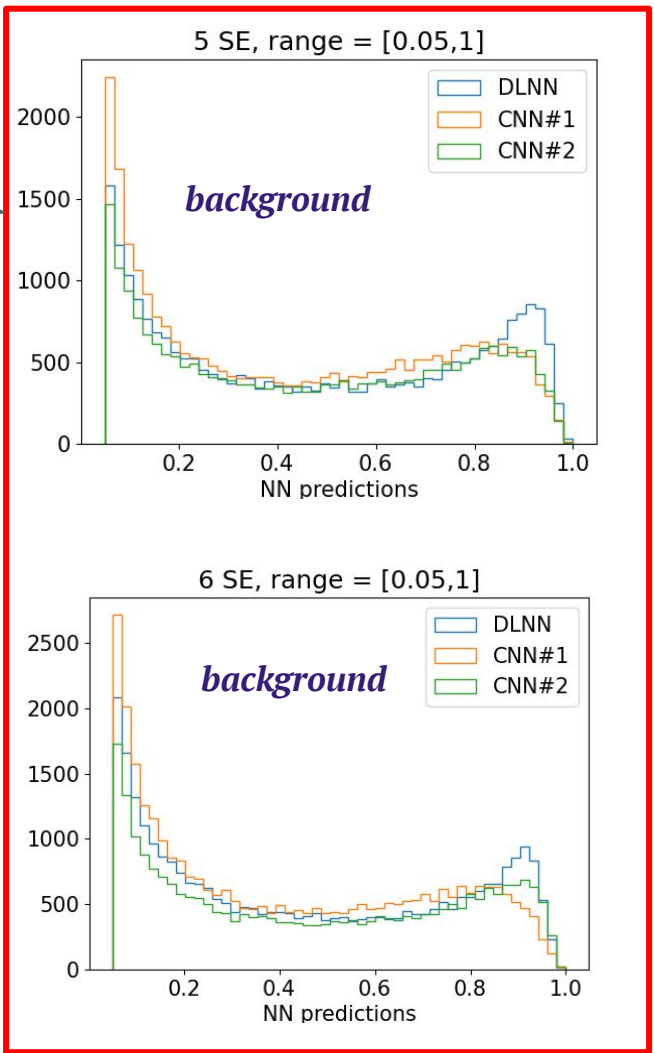 5 SE, range = [0.05,1]
DLNN
CNN#1
CNN#2
background
2000
1500
1000
500
0
0.2 0.4 0.6 0.8 1.0
NN predictions
6 SE, range = [0.05,1]
DLNN
CNN#1
CNN#2
background
2500
2000
1500
1000
500
0
0.2 0.4 0.6 0.8 1.0
NN predictions